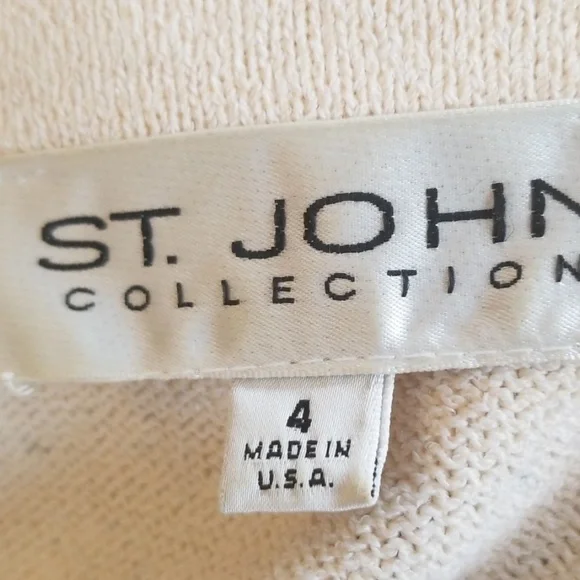 ST. JOHN
COLLECTION
4
MADE IN
U.S.A.